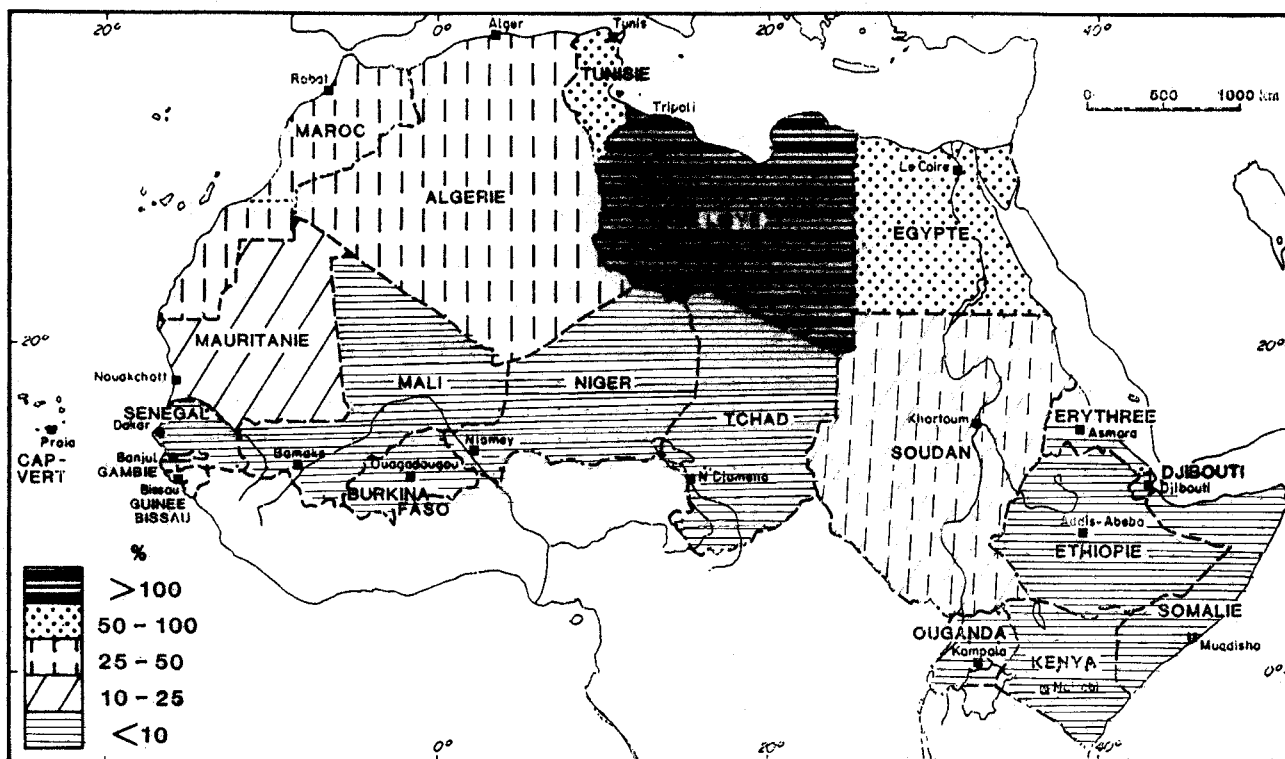 20°
0°
20°
40°
Alger
Tunis
TUNISIE
Rabat
Tripoli
0 500 1000 km
MAROC
Le Caire
ALGERIE
EGYPTE
20°
MAURITANIE
20°
Nouakchott
MALI
NIGER
TCHAD
SENEGAL
Dakar
Khartoum
ERYTHREE
Asmara
Praia
CAP-
VERT
Banjul
GAMBIE
Bamako
Niamey
Ouagadougou
SOUDAN
N'Djamena
DJIBOUTI
Djibouti
Bissau
GUINEE
BISSAU
BURKINA
FASO
Addis-Abeba
ETHIOPIE
%
>100
50-100
25-50
10-25
<10
SOMALIE
OUGANDA
Kampala
KENYA
Muqdisho
0°
0°
20°
40°